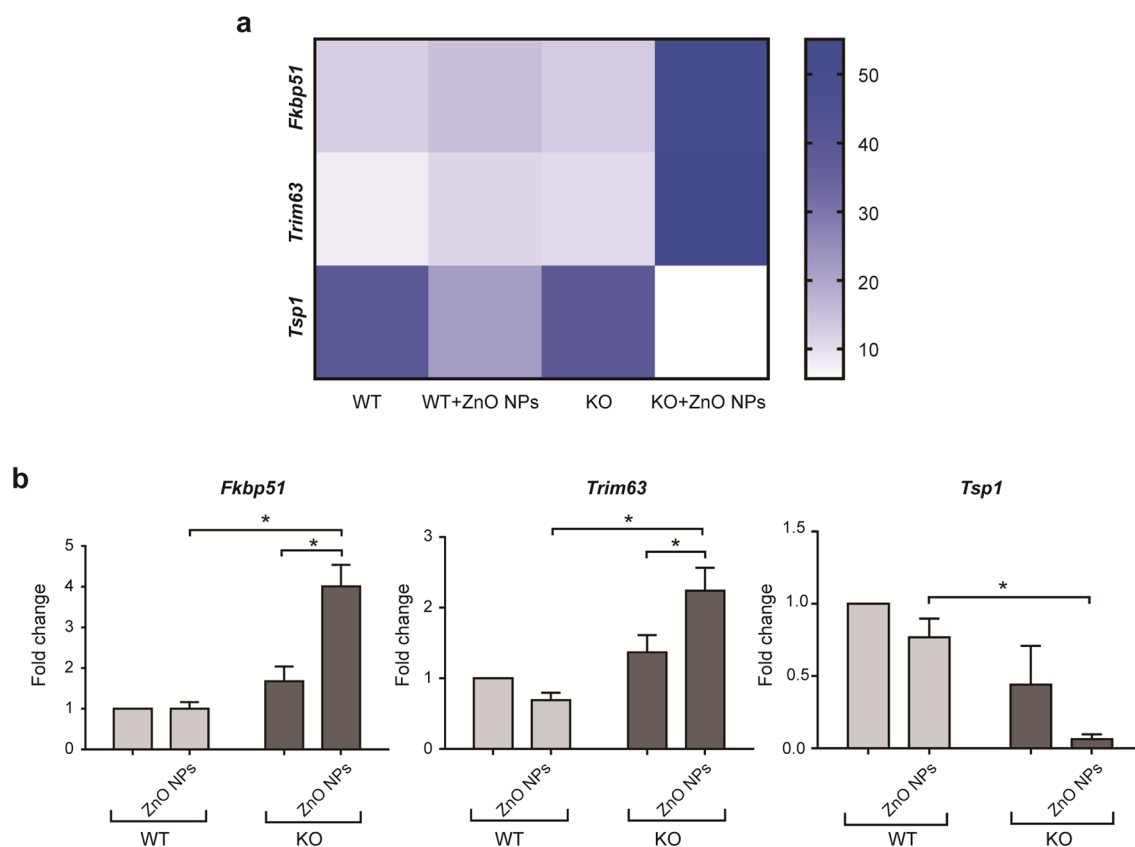 a
Fkbp51
Trim63
Tsp1
50
40
30
20
10
WT WT+ZnO NPs KO KO+ZnO NPs
b
Fkbp51
Fold change
5
4
3
2
1
0
*
*
ZnO NPs ZnO NPs
WT KO
Trim63
Fold change
3
2
1
0
*
*
ZnO NPs ZnO NPs
WT KO
Tsp1
Fold change
1.5
1.0
0.5
0.0
*
ZnO NPs ZnO NPs
WT KO